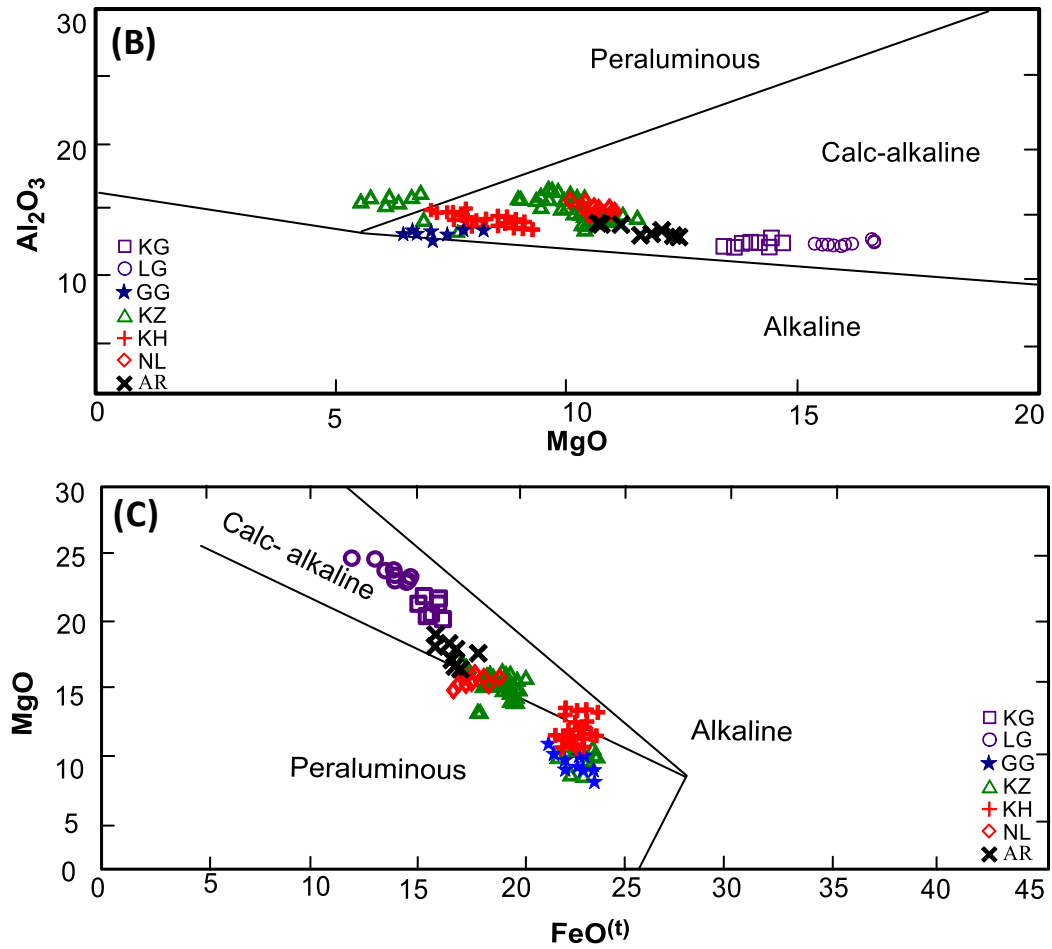 30
(B)
Peraluminous
20
Calc-alkaline
Al₂O₃
KG
LG
GG
10
KZ
Alkaline
KH
NL
AR
0 5 10 15 20
MgO
30
(C)
Calc- alkaline
25
20
MgO
15
Alkaline
KG
Peraluminous
LG
10
GG
KZ
KH
5
NL
AR
0
0 5 10 15 20 25 30 35 40 45
FeO(t)